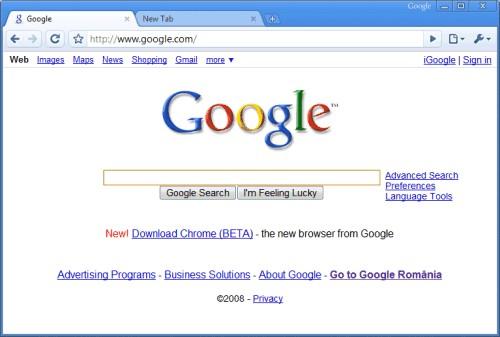 Google
Google New Tab
http://www.google.com/
Web Images Maps News Shopping Gmail more ▼ iGoogle | Sign in
Google™
Advanced Search
Preferences
Language Tools
Google Search I'm Feeling Lucky
New! Download Chrome (BETA) - the new browser from Google
Advertising Programs - Business Solutions - About Google - Go to Google România
©2008 - Privacy